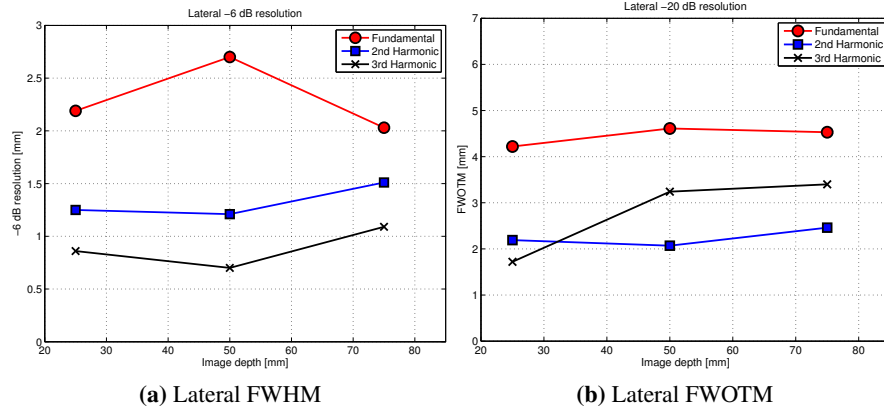 Lateral −6 dB resolution
3
2.5
2
1.5
1
0.5
0
−6 dB resolution [mm]
Fundamental
2nd Harmonic
3rd Harmonic
20 30 40 50 60 70 80
Image depth [mm]
(a) Lateral FWHM
Lateral −20 dB resolution
7
6
5
4
3
2
1
0
FWOTM [mm]
Fundamental
2nd Harmonic
3rd Harmonic
20 30 40 50 60 70 80
Image depth [mm]
(b) Lateral FWOTM